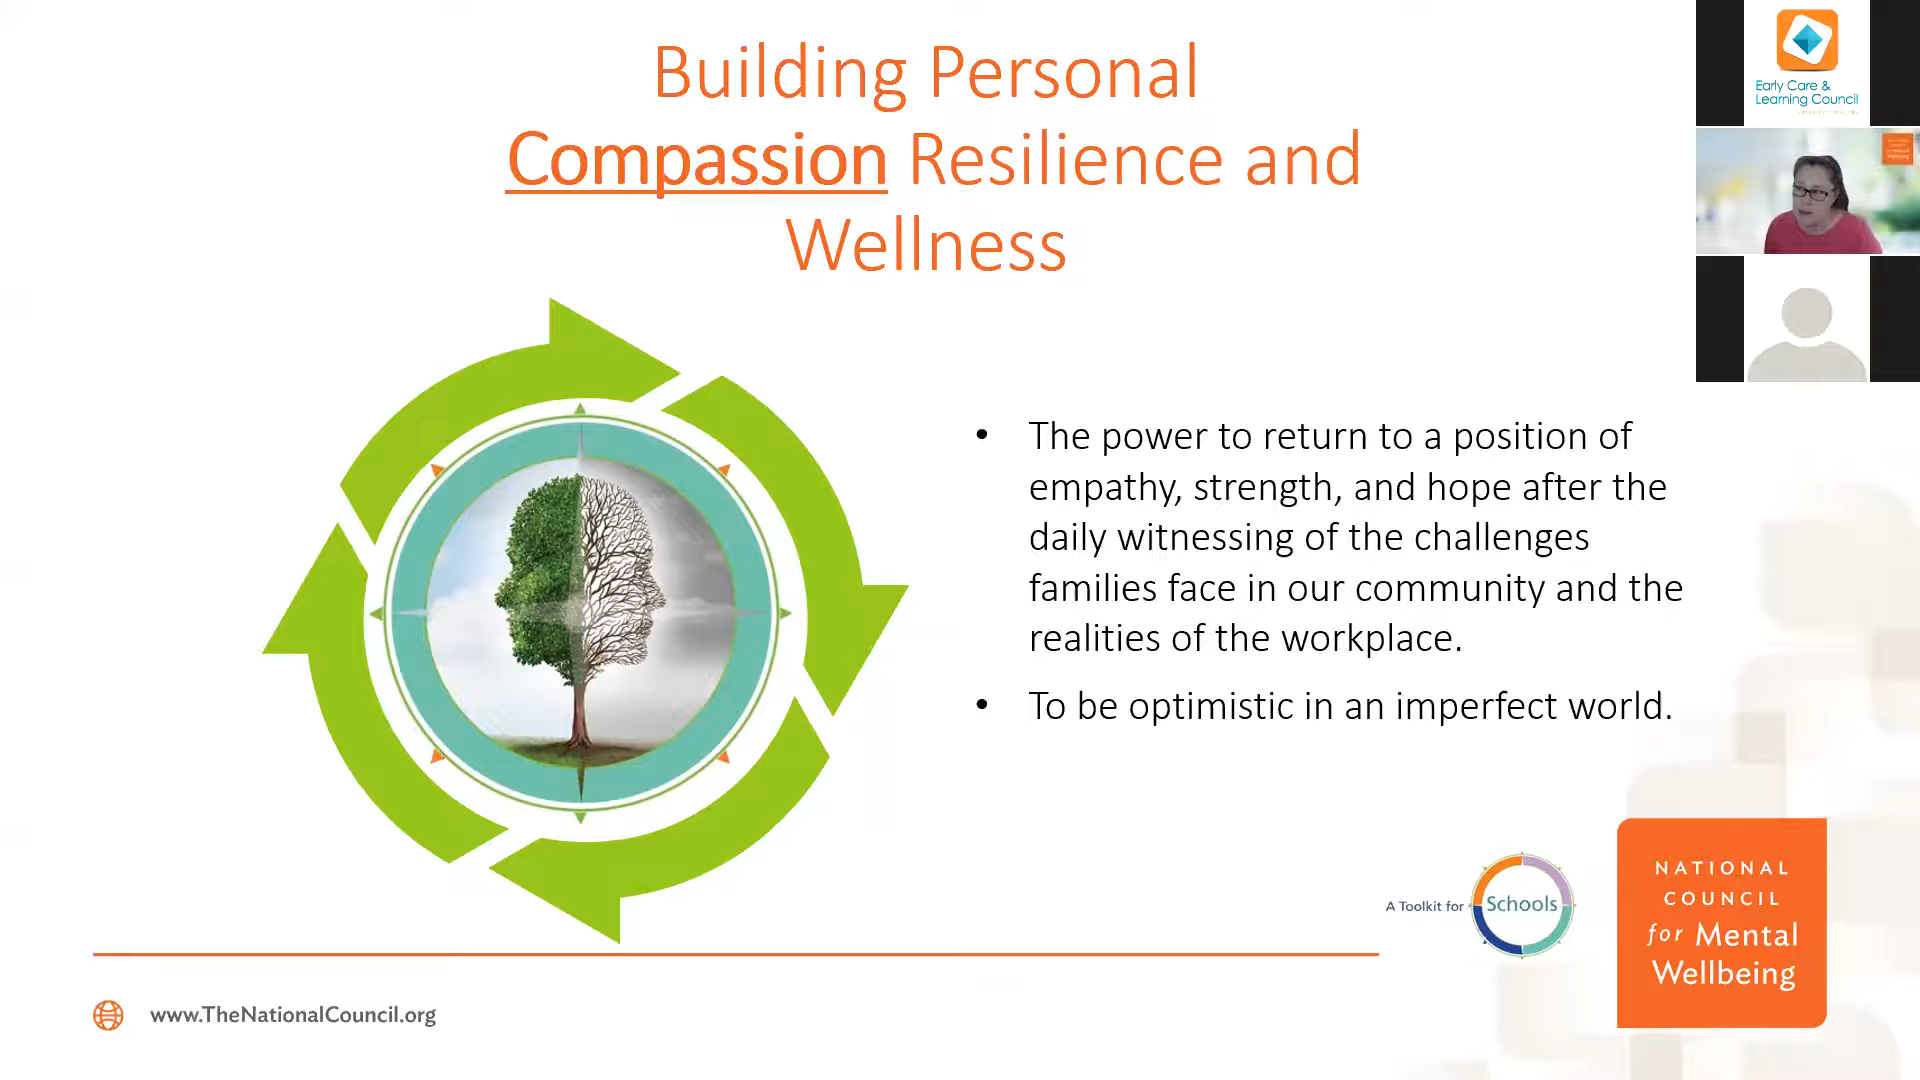 Building Personal
Compassion Resilience and
Wellness
Early Care &
Learning Council
• The power to return to a position of
empathy, strength, and hope after the
daily witnessing of the challenges
families face in our community and the
realities of the workplace.
• To be optimistic in an imperfect world.
A Toolkit for Schools
NATIONAL
COUNCIL
for Mental
Wellbeing
www.TheNationalCouncil.org